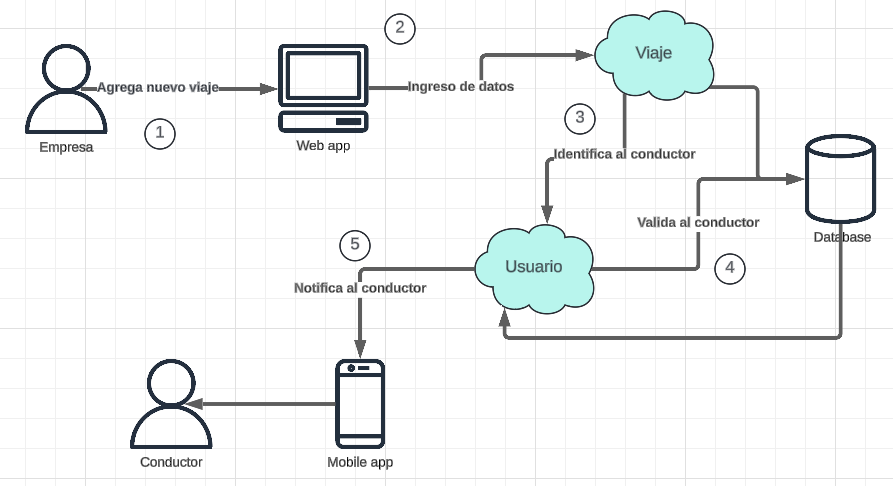 2
Viaje
Agrega nuevo viaje
Ingreso de datos
1
Empresa
Web app
3
Identifica al conductor
Valida al conductor
Database
5
Usuario
4
Notifica al conductor
Conductor
Mobile app